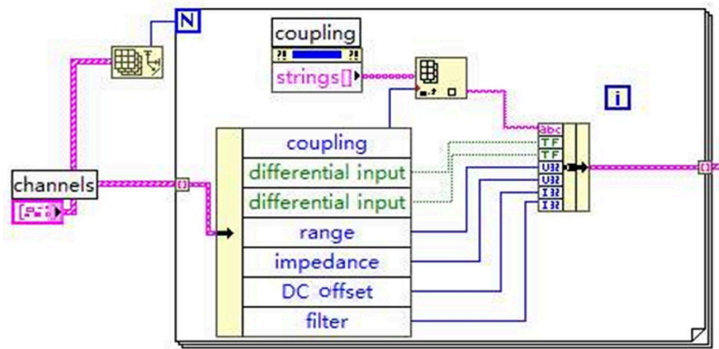 N
coupling
strings[]
i
coupling
abc
differential input
TF
differential input
TF
channels
range
U32
impedance
U32
DC offset
I32
filter
I32